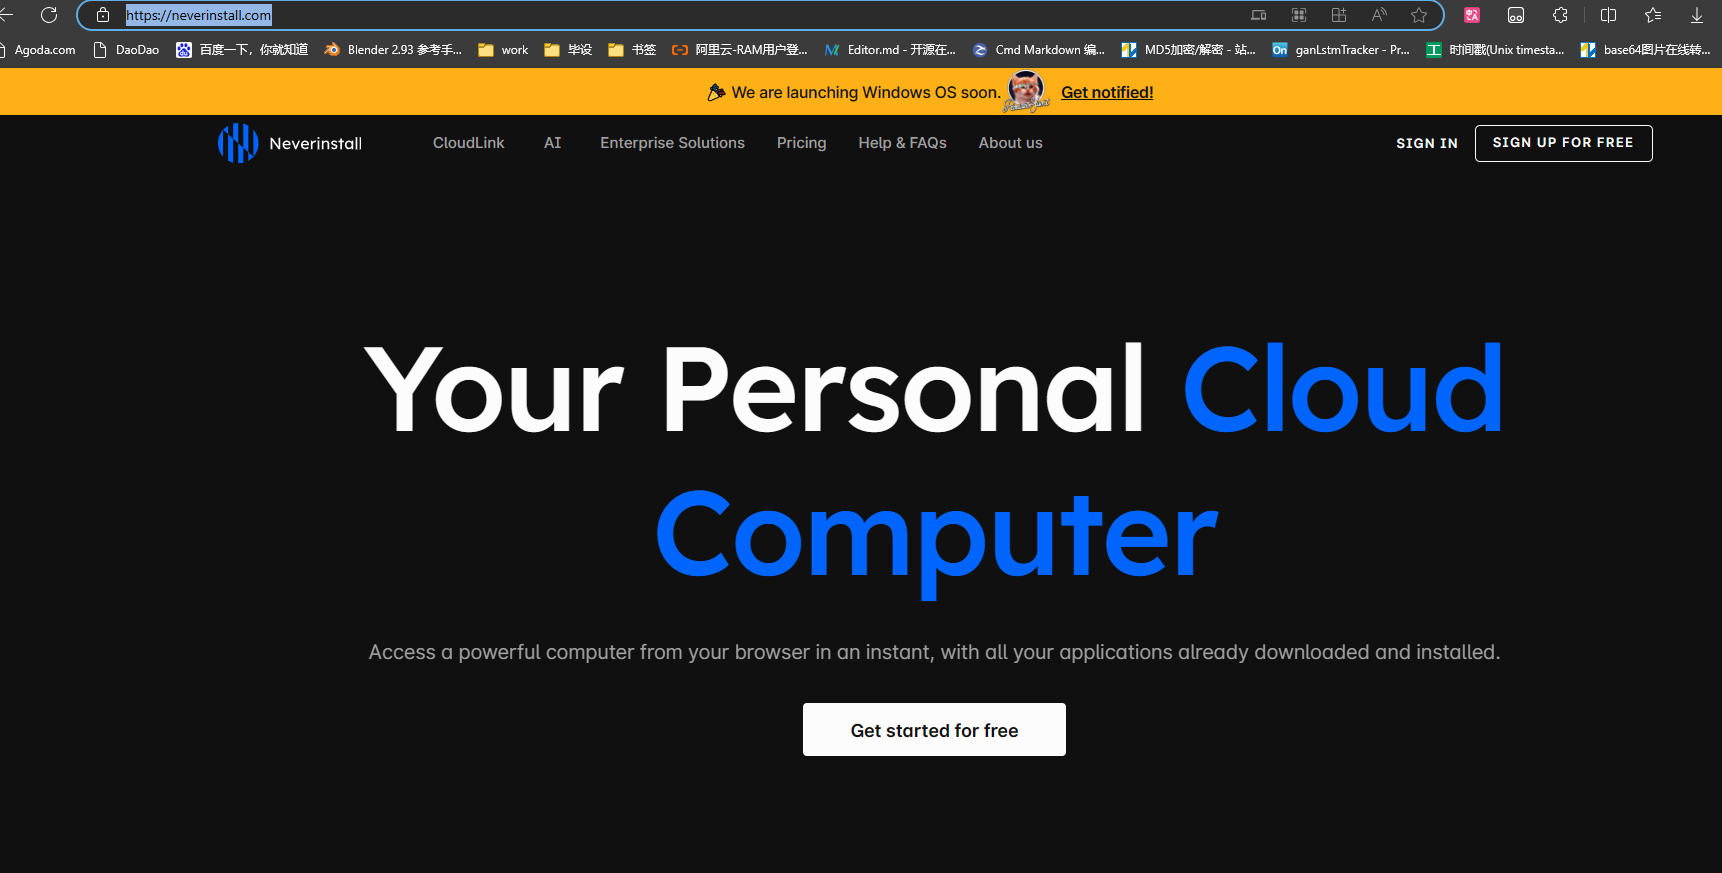 https://neverinstall.com
Agoda.com DaoDao 百度一下，你就知道 Blender 2.93 参考手... work 毕设 书签 阿里云-RAM用户登... Editor.md - 开源在... Cmd Markdown 编... MD5加密/解密 - 站... ganLstmTracker - Pr... 时间戳(Unix timesta... base64图片在线转...
We are launching Windows OS soon. Get notified!
Neverinstall CloudLink AI Enterprise Solutions Pricing Help & FAQs About us SIGN IN SIGN UP FOR FREE
Your Personal Cloud
Computer
Access a powerful computer from your browser in an instant, with all your applications already downloaded and installed.
Get started for free